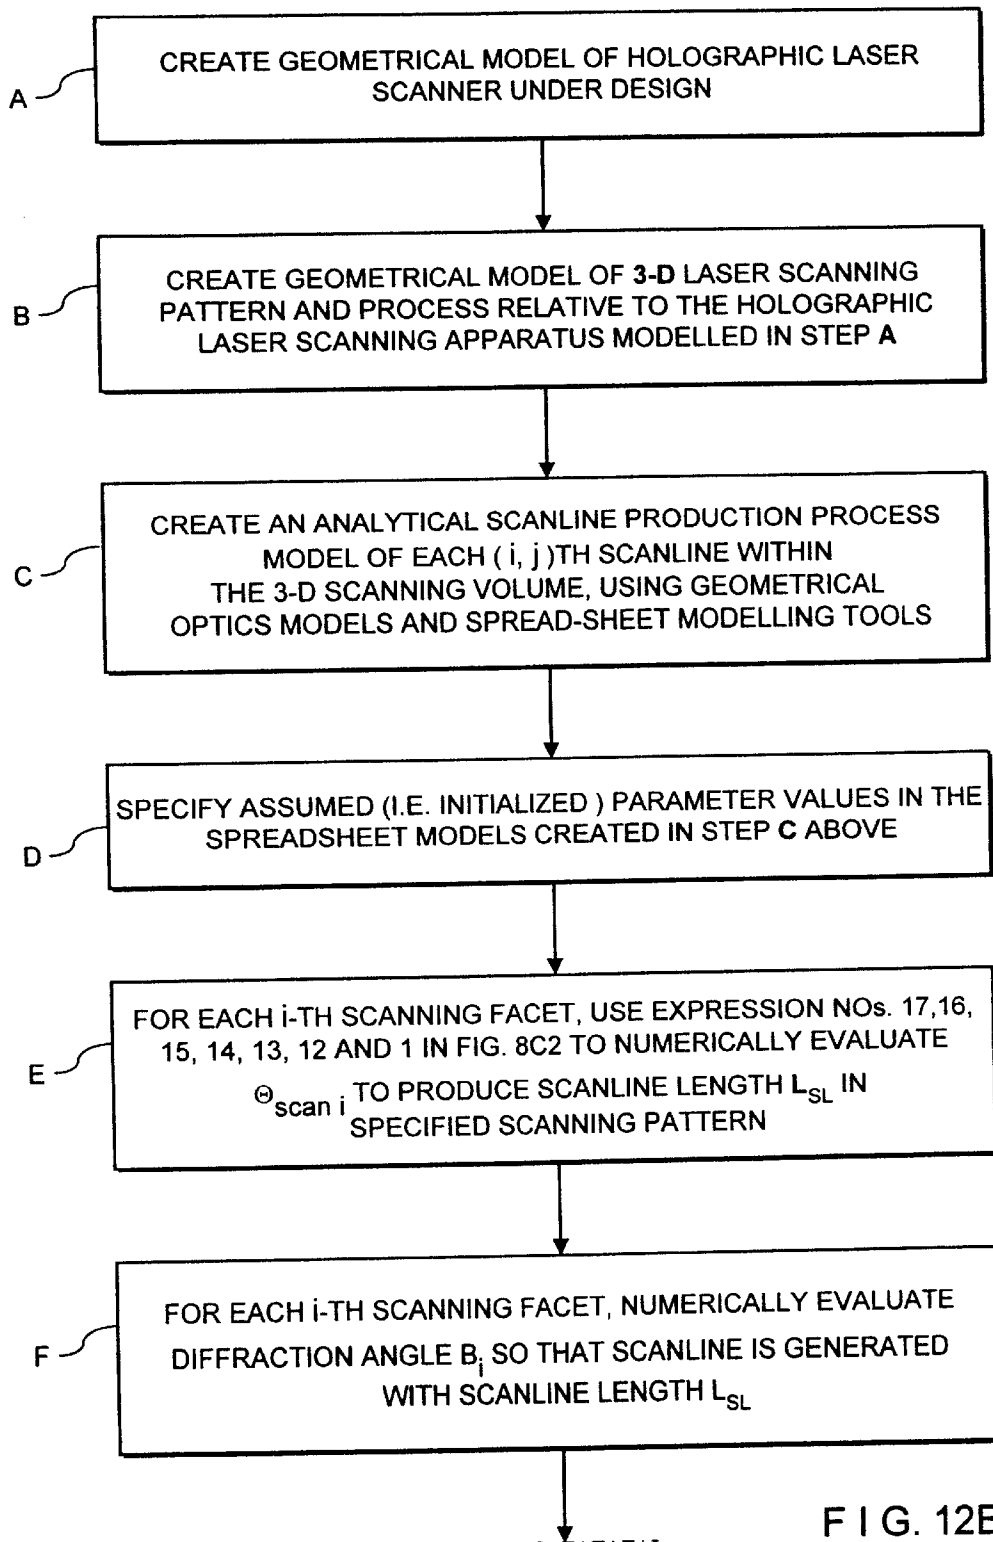 CREATE GEOMETRICAL MODEL OF HOLOGRAPHIC LASER
SCANNER UNDER DESIGN
A
CREATE GEOMETRICAL MODEL OF 3-D LASER SCANNING
PATTERN AND PROCESS RELATIVE TO THE HOLOGRAPHIC
LASER SCANNING APPARATUS MODELLED IN STEP A
B
CREATE AN ANALYTICAL SCANLINE PRODUCTION PROCESS
MODEL OF EACH ( i, j )TH SCANLINE WITHIN
THE 3-D SCANNING VOLUME, USING GEOMETRICAL
OPTICS MODELS AND SPREAD-SHEET MODELLING TOOLS
C
SPECIFY ASSUMED (I.E. INITIALIZED ) PARAMETER VALUES IN THE
SPREADSHEET MODELS CREATED IN STEP C ABOVE
D
FOR EACH i-TH SCANNING FACET, USE EXPRESSION NOs. 17,16,
15, 14, 13, 12 AND 1 IN FIG. 8C2 TO NUMERICALLY EVALUATE
Θscan i TO PRODUCE SCANLINE LENGTH LSL IN
SPECIFIED SCANNING PATTERN
E
FOR EACH i-TH SCANNING FACET, NUMERICALLY EVALUATE
DIFFRACTION ANGLE Bi SO THAT SCANLINE IS GENERATED
WITH SCANLINE LENGTH LSL
F
F I G. 12E